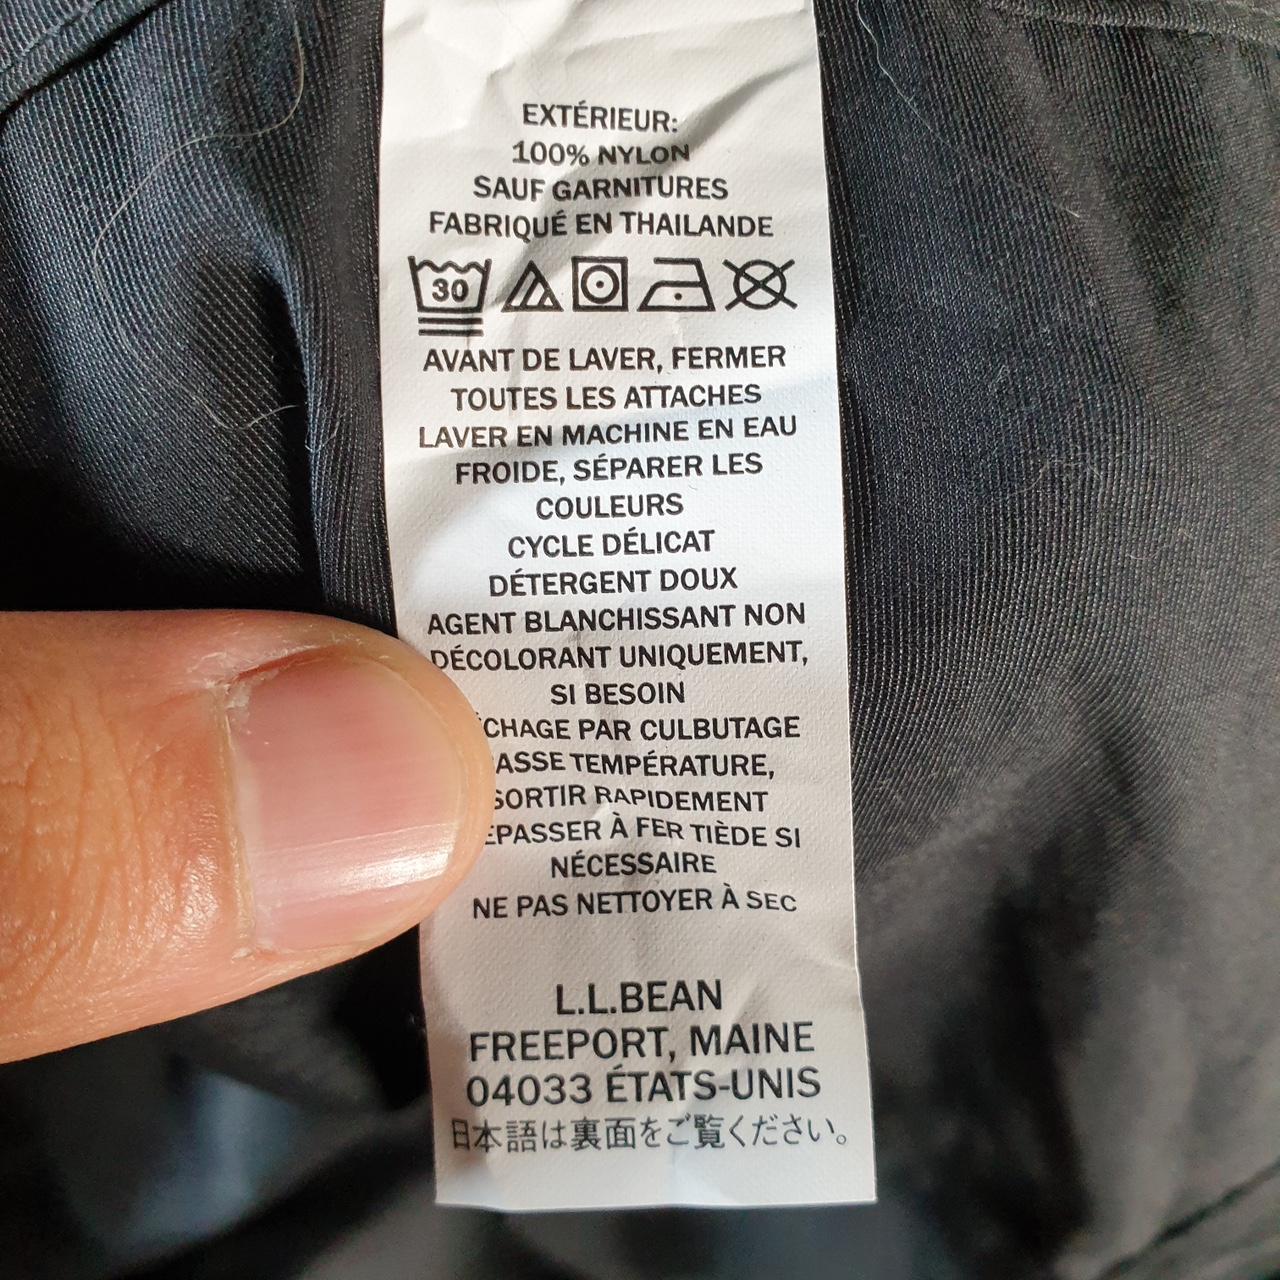 EXTÉRIEUR:
100% NYLON
SAUF GARNITURES
FABRIQUÉ EN THAILANDE
30
AVANT DE LAVER, FERMER
TOUTES LES ATTACHES
LAVER EN MACHINE EN EAU
FROIDE, SÉPARER LES
COULEURS
CYCLE DÉLICAT
DÉTERGENT DOUX
AGENT BLANCHISSANT NON
DÉCOLORANT UNIQUEMENT,
SI BESOIN
PAR CULBUTAGE
TEMPÉRATURE,
SORTIR RAPIDEMENT
À FER TIÈDE SI
NÉCESSAIRE
NE PAS NETTOYER À SEC
L.L.BEAN
FREEPORT, MAINE
04033 ÉTATS-UNIS
日本語は裏面をご覧ください。